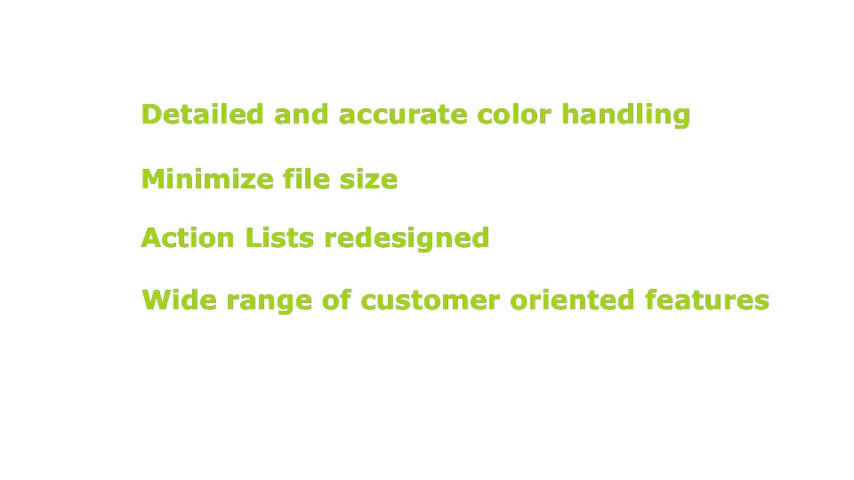 Detailed and accurate color handling
Minimize file size
Action Lists redesigned
Wide range of customer oriented features